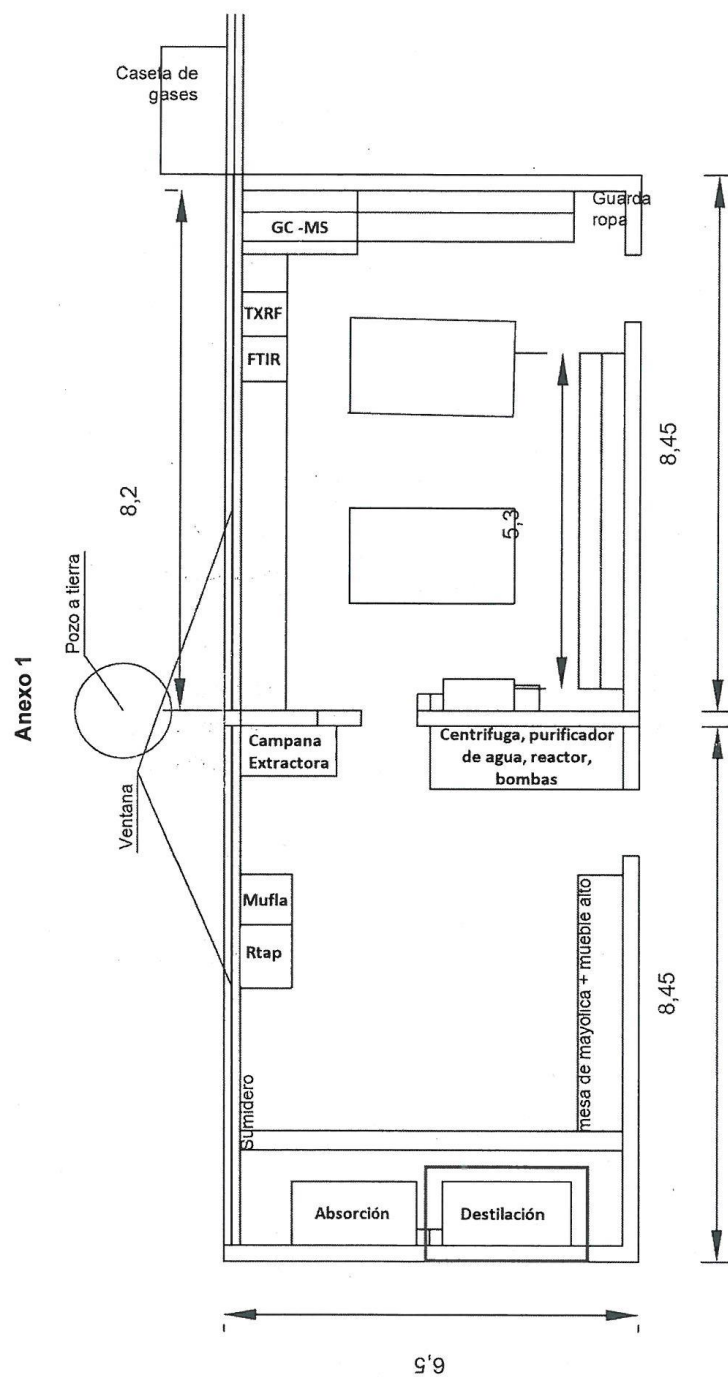 Anexo 1
Caseta de
gases
Pozo a tierra
Ventana
8,2
GC -MS
Guarda
ropa
TXRF
FTIR
5,3
8,45
Campana
Extractora
Centrifuga, purificador
de agua, reactor,
bombas
Mufla
Rtap
mesa de mayolica + mueble alto
8,45
Sumidero
Absorción
Destilación
6,5